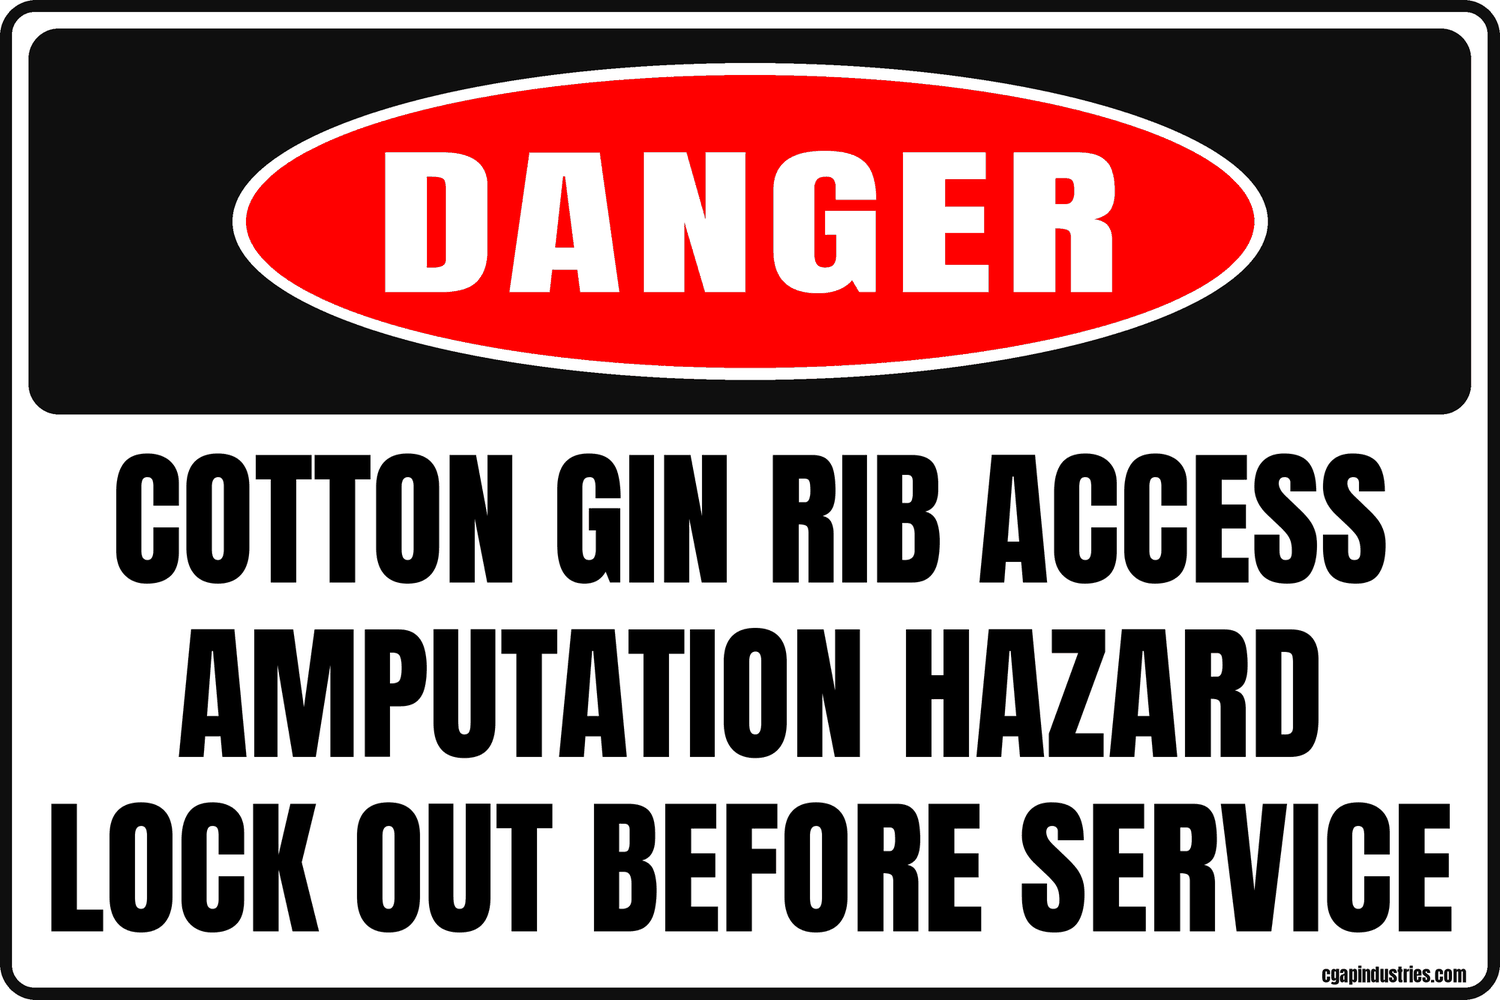 DANGER
COTTON GIN RIB ACCESS
AMPUTATION HAZARD
LOCK OUT BEFORE SERVICE
cgapindustries.com